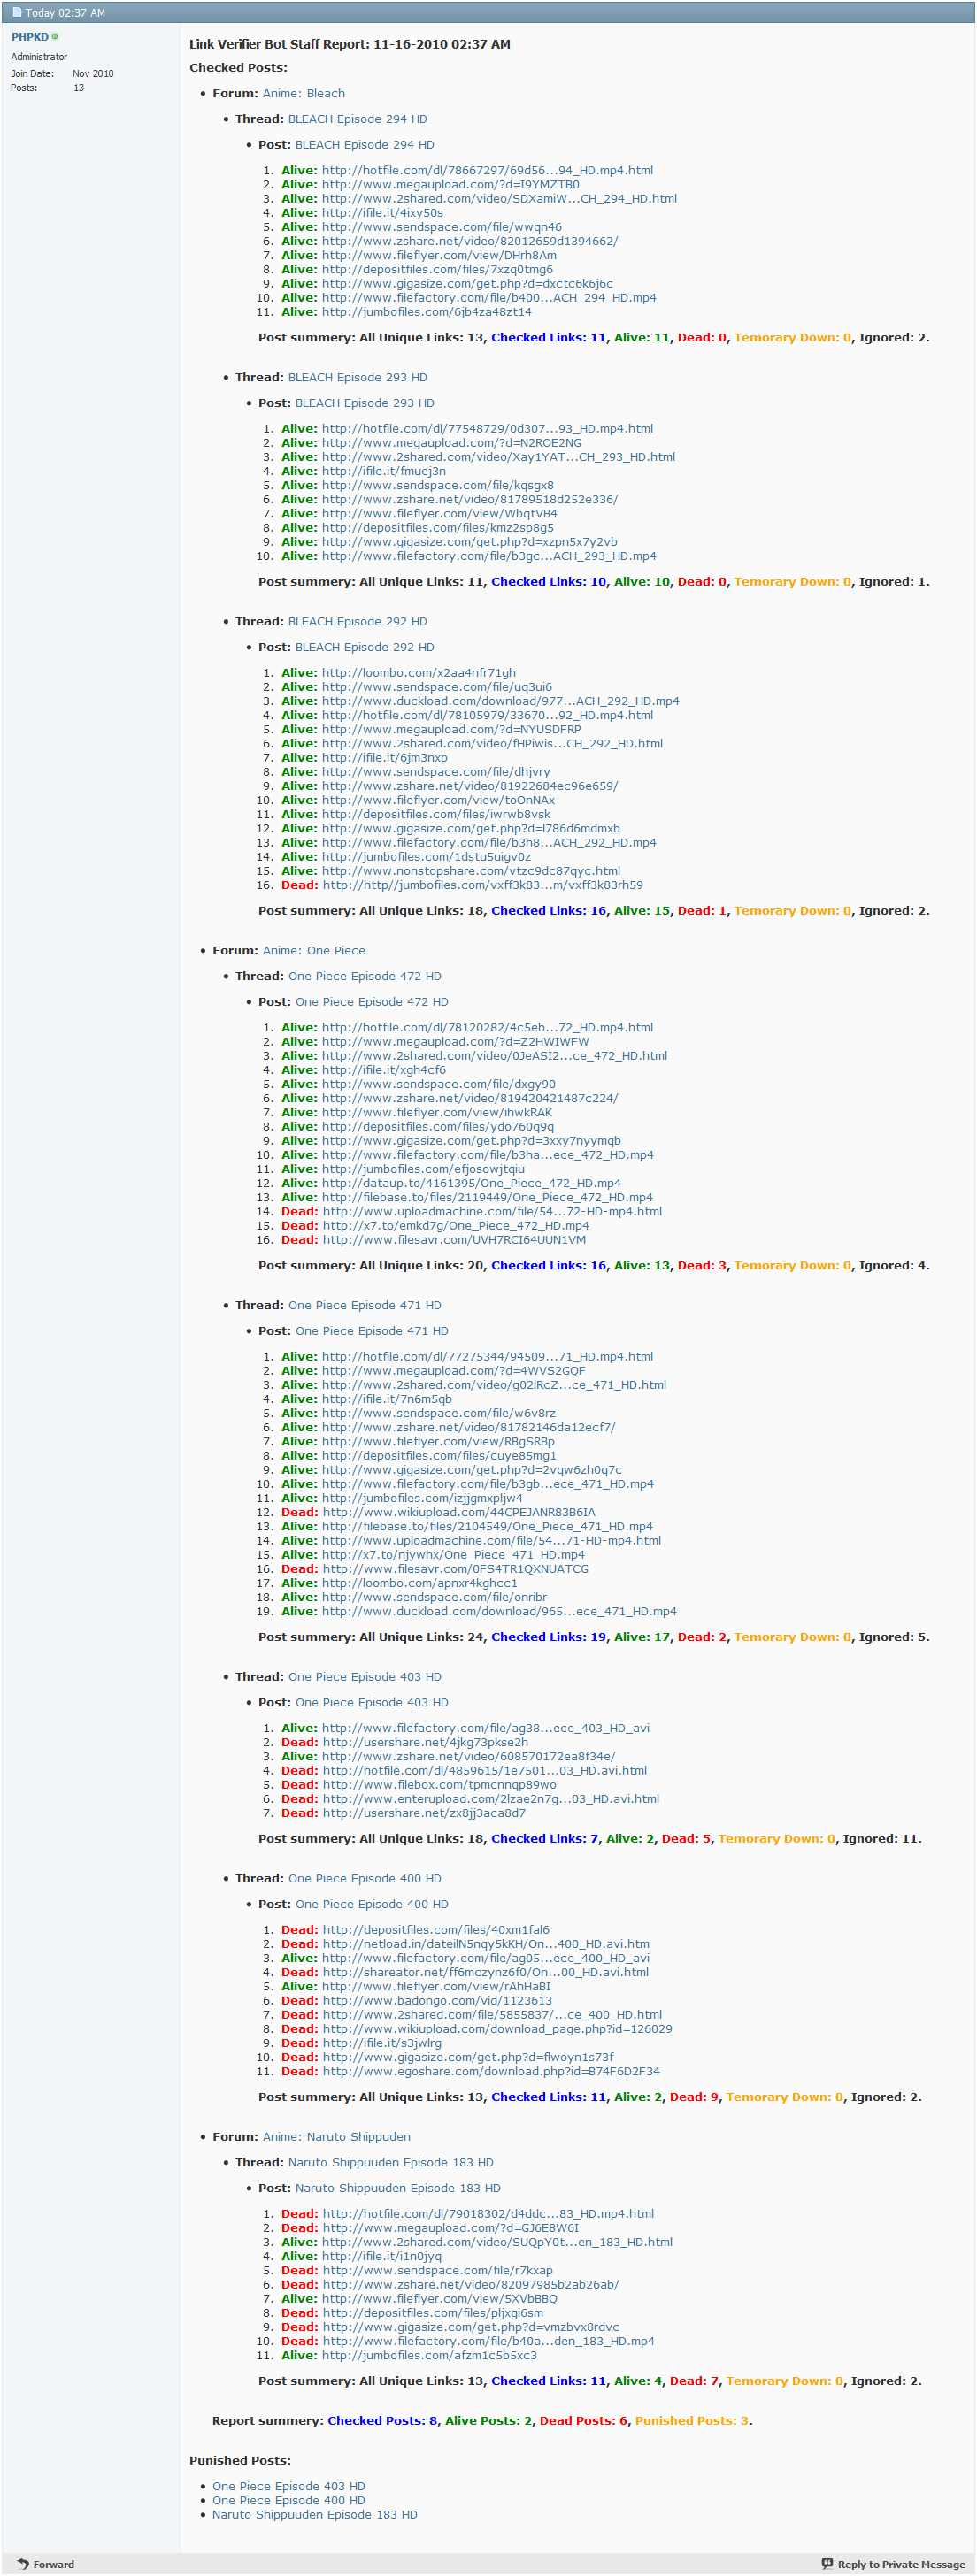 Today 02:37 AM
PHPKD
Administrator
Join Date: Nov 2010
Posts: 13
Link Verifier Bot Staff Report: 11-16-2010 02:37 AM
Checked Posts:
• Forum: Anime: Bleach
• Thread: BLEACH Episode 294 HD
• Post: BLEACH Episode 294 HD
1. Alive: http://hotfile.com/dl/78667297/69d56...94_HD.mp4.html
2. Alive: http://www.megaupload.com/?d=I9YMZTB0
3. Alive: http://www.2shared.com/video/SDXamiW...CH_294_HD.html
4. Alive: http://ifile.it/4ixy50s
5. Alive: http://www.sendspace.com/file/wwqn46
6. Alive: http://www.zshare.net/video/82012659d1394662/
7. Alive: http://www.fileflyer.com/view/DHrh8Am
8. Alive: http://depositfiles.com/files/7xzq0tmg6
9. Alive: http://www.gigasize.com/get.php?d=dxctc6k6j6c
10. Alive: http://www.filefactory.com/file/b400...ACH_294_HD.mp4
11. Alive: http://jumbofiles.com/6jb4za48zt14
Post summery: All Unique Links: 13, Checked Links: 11, Alive: 11, Dead: 0, Temorary Down: 0, Ignored: 2.
• Thread: BLEACH Episode 293 HD
• Post: BLEACH Episode 293 HD
1. Alive: http://hotfile.com/dl/77548729/0d307...93_HD.mp4.html
2. Alive: http://www.megaupload.com/?d=N2ROE2NG
3. Alive: http://www.2shared.com/video/Xay1YAT...CH_293_HD.html
4. Alive: http://ifile.it/fmuej3n
5. Alive: http://www.sendspace.com/file/kqsgx8
6. Alive: http://www.zshare.net/video/81789518d252e336/
7. Alive: http://www.fileflyer.com/view/WbqtVB4
8. Alive: http://depositfiles.com/files/kmz2sp8g5
9. Alive: http://www.gigasize.com/get.php?d=xzpn5x7y2vb
10. Alive: http://www.filefactory.com/file/b3gc...ACH_293_HD.mp4
Post summery: All Unique Links: 11, Checked Links: 10, Alive: 10, Dead: 0, Temorary Down: 0, Ignored: 1.
• Thread: BLEACH Episode 292 HD
• Post: BLEACH Episode 292 HD
1. Alive: http://loombo.com/x2aa4nfr71gh
2. Alive: http://www.sendspace.com/file/uq3ui6
3. Alive: http://www.duckload.com/download/977...ACH_292_HD.mp4
4. Alive: http://hotfile.com/dl/78105979/33670...92_HD.mp4.html
5. Alive: http://www.megaupload.com/?d=NYUSDFRP
6. Alive: http://www.2shared.com/video/fHPiwis...CH_292_HD.html
7. Alive: http://ifile.it/6jm3nxp
8. Alive: http://www.sendspace.com/file/dhjvry
9. Alive: http://www.zshare.net/video/81922684ec96e659/
10. Alive: http://www.fileflyer.com/view/toOnNAx
11. Alive: http://depositfiles.com/files/iwrwb8vsk
12. Alive: http://www.gigasize.com/get.php?d=l786d6mdmxb
13. Alive: http://www.filefactory.com/file/b3h8...ACH_292_HD.mp4
14. Alive: http://jumbofiles.com/1dstu5uigv0z
15. Alive: http://www.nonstopshare.com/vtzc9dc87qyc.html
16. Dead: http://http//jumbofiles.com/vxff3k83...m/vxff3k83rh59
Post summery: All Unique Links: 18, Checked Links: 16, Alive: 15, Dead: 1, Temorary Down: 0, Ignored: 2.
• Forum: Anime: One Piece
• Thread: One Piece Episode 472 HD
• Post: One Piece Episode 472 HD
1. Alive: http://hotfile.com/dl/78120282/4c5eb...72_HD.mp4.html
2. Alive: http://www.megaupload.com/?d=Z2HWIWFW
3. Alive: http://www.2shared.com/video/0JeASI2...ce_472_HD.html
4. Alive: http://ifile.it/xgh4cf6
5. Alive: http://www.sendspace.com/file/dxgy90
6. Alive: http://www.zshare.net/video/819420421487c224/
7. Alive: http://www.fileflyer.com/view/ihwkRAK
8. Alive: http://depositfiles.com/files/ydo760q9q
9. Alive: http://www.gigasize.com/get.php?d=3xxy7nyymqb
10. Alive: http://www.filefactory.com/file/b3ha...ece_472_HD.mp4
11. Alive: http://jumbofiles.com/efjosowjtqiu
12. Alive: http://dataup.to/4161395/One_Piece_472_HD.mp4
13. Alive: http://filebase.to/files/2119449/One_Piece_472_HD.mp4
14. Dead: http://www.uploadmachine.com/file/54...72-HD-mp4.html
15. Dead: http://x7.to/emkd7g/One_Piece_472_HD.mp4
16. Dead: http://www.filesavr.com/UVH7RCI64UUN1VM
Post summery: All Unique Links: 20, Checked Links: 16, Alive: 13, Dead: 3, Temorary Down: 0, Ignored: 4.
• Thread: One Piece Episode 471 HD
• Post: One Piece Episode 471 HD
1. Alive: http://hotfile.com/dl/77275344/94509...71_HD.mp4.html
2. Alive: http://www.megaupload.com/?d=4WVS2GQF
3. Alive: http://www.2shared.com/video/g02lRcZ...ce_471_HD.html
4. Alive: http://ifile.it/7n6m5qb
5. Alive: http://www.sendspace.com/file/w6v8rz
6. Alive: http://www.zshare.net/video/81782146da12ecf7/
7. Alive: http://www.fileflyer.com/view/RBgSRBp
8. Alive: http://depositfiles.com/files/cuye85mg1
9. Alive: http://www.gigasize.com/get.php?d=2vqw6zh0q7c
10. Alive: http://www.filefactory.com/file/b3gb...ece_471_HD.mp4
11. Alive: http://jumbofiles.com/izjjgmxpljw4
12. Dead: http://www.wikiupload.com/44CPEJANR83B6IA
13. Alive: http://filebase.to/files/2104549/One_Piece_471_HD.mp4
14. Alive: http://www.uploadmachine.com/file/54...71-HD-mp4.html
15. Alive: http://x7.to/njywhx/One_Piece_471_HD.mp4
16. Dead: http://www.filesavr.com/0FS4TR1QXNUATCG
17. Alive: http://loombo.com/apnxr4kghcc1
18. Alive: http://www.sendspace.com/file/onribr
19. Alive: http://www.duckload.com/download/965...ece_471_HD.mp4
Post summery: All Unique Links: 24, Checked Links: 19, Alive: 17, Dead: 2, Temorary Down: 0, Ignored: 5.
• Thread: One Piece Episode 403 HD
• Post: One Piece Episode 403 HD
1. Alive: http://www.filefactory.com/file/ag38...ece_403_HD_avi
2. Dead: http://usershare.net/4jkg73pkse2h
3. Alive: http://www.zshare.net/video/608570172ea8f34e/
4. Dead: http://hotfile.com/dl/4859615/1e7501...03_HD.avi.html
5. Dead: http://www.filebox.com/tpmcnnqp89wo
6. Dead: http://www.enterupload.com/2lzae2n7g...03_HD.avi.html
7. Dead: http://usershare.net/zx8jj3aca8d7
Post summery: All Unique Links: 18, Checked Links: 7, Alive: 2, Dead: 5, Temorary Down: 0, Ignored: 11.
• Thread: One Piece Episode 400 HD
• Post: One Piece Episode 400 HD
1. Dead: http://depositfiles.com/files/40xm1fal6
2. Dead: http://netload.in/dateilN5nqy5kKH/On...400_HD.avi.htm
3. Alive: http://www.filefactory.com/file/ag05...ece_400_HD_avi
4. Dead: http://shareator.net/ff6mczynz6f0/On...00_HD.avi.html
5. Alive: http://www.fileflyer.com/view/rAhHaBI
6. Dead: http://www.badongo.com/vid/1123613
7. Dead: http://www.2shared.com/file/5855837/...ce_400_HD.html
8. Dead: http://www.wikiupload.com/download_page.php?id=126029
9. Dead: http://ifile.it/s3jwlrg
10. Dead: http://www.gigasize.com/get.php?d=flwoyn1s73f
11. Dead: http://www.egoshare.com/download.php?id=B74F6D2F34
Post summery: All Unique Links: 13, Checked Links: 11, Alive: 2, Dead: 9, Temorary Down: 0, Ignored: 2.
• Forum: Anime: Naruto Shippuden
• Thread: Naruto Shippuuden Episode 183 HD
• Post: Naruto Shippuuden Episode 183 HD
1. Dead: http://hotfile.com/dl/79018302/d4ddc...83_HD.mp4.html
2. Dead: http://www.megaupload.com/?d=GJ6E8W6I
3. Alive: http://www.2shared.com/video/SUQpY0t...en_183_HD.html
4. Alive: http://ifile.it/i1n0jyq
5. Dead: http://www.sendspace.com/file/r7kxap
6. Dead: http://www.zshare.net/video/82097985b2ab26ab/
7. Alive: http://www.fileflyer.com/view/5XVbBBQ
8. Dead: http://depositfiles.com/files/pljxgi6sm
9. Dead: http://www.gigasize.com/get.php?d=vmzbvx8rdvc
10. Dead: http://www.filefactory.com/file/b40a...den_183_HD.mp4
11. Alive: http://jumbofiles.com/afzm1c5b5xc3
Post summery: All Unique Links: 13, Checked Links: 11, Alive: 4, Dead: 7, Temorary Down: 0, Ignored: 2.
Report summery: Checked Posts: 8, Alive Posts: 2, Dead Posts: 6, Punished Posts: 3.
Punished Posts:
• One Piece Episode 403 HD
• One Piece Episode 400 HD
• Naruto Shippuuden Episode 183 HD
Forward
Reply to Private Message